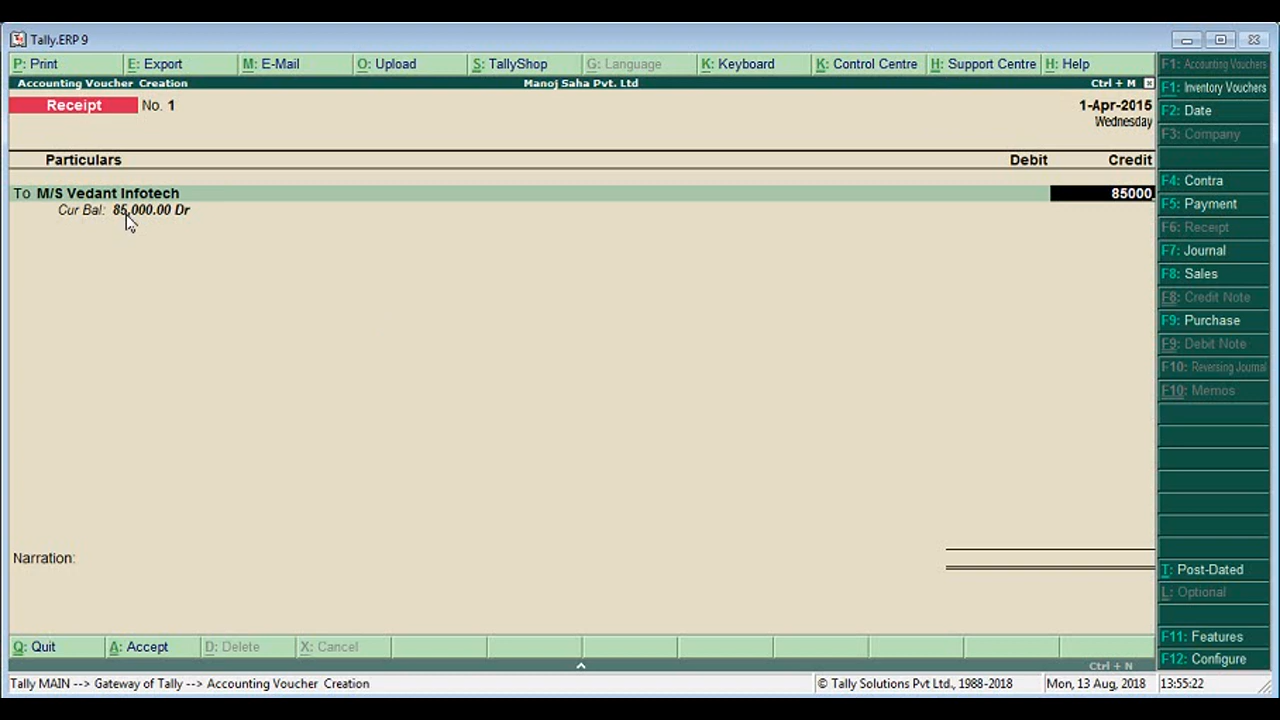 Tally.ERP 9
P: Print E: Export M: E-Mail O: Upload S: TallyShop G: Language K: Keyboard K: Control Centre H: Support Centre H: Help
Accounting Voucher Creation Manoj Saha Pvt. Ltd Ctrl + M
Receipt No. 1 1-Apr-2015
Wednesday
Particulars Debit Credit
To M/S Vedant Infotech 85000
Cur Bal: 85,000.00 Dr
Narration:
F1: Accounting Vouchers
F1: Inventory Vouchers
F2: Date
F3: Company
F4: Contra
F5: Payment
F6: Receipt
F7: Journal
F8: Sales
F8: Credit Note
F9: Purchase
F9: Debit Note
F10: Reversing Journal
F10: Memos
T: Post-Dated
L: Optional
F11: Features
F12: Configure
Q: Quit A: Accept D: Delete X: Cancel
Ctrl + N
Tally MAIN --> Gateway of Tally --> Accounting Voucher Creation © Tally Solutions Pvt Ltd., 1988-2018 Mon, 13 Aug, 2018 13:55:22